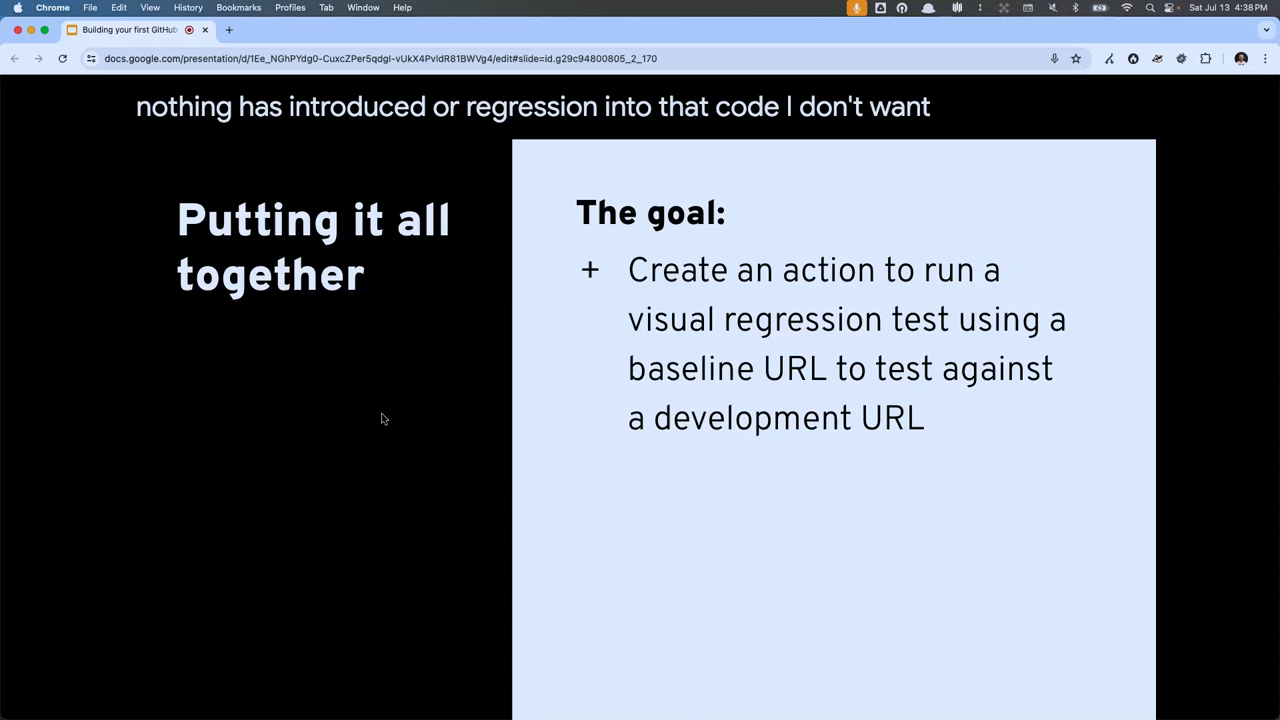 Chrome File Edit View History Bookmarks Profiles Tab Window Help Sat Jul 13 4:38 PM
Building your first GitHub
docs.google.com/presentation/d/1Ee_NGhPYdg0-CuxcZPer5qdgI-vUkX4PvIdR81BWVg4/edit#slide=id.g29c94800805_2_170
nothing has introduced or regression into that code I don't want
Putting it all
together
The goal:
+ Create an action to run a
visual regression test using a
baseline URL to test against
a development URL